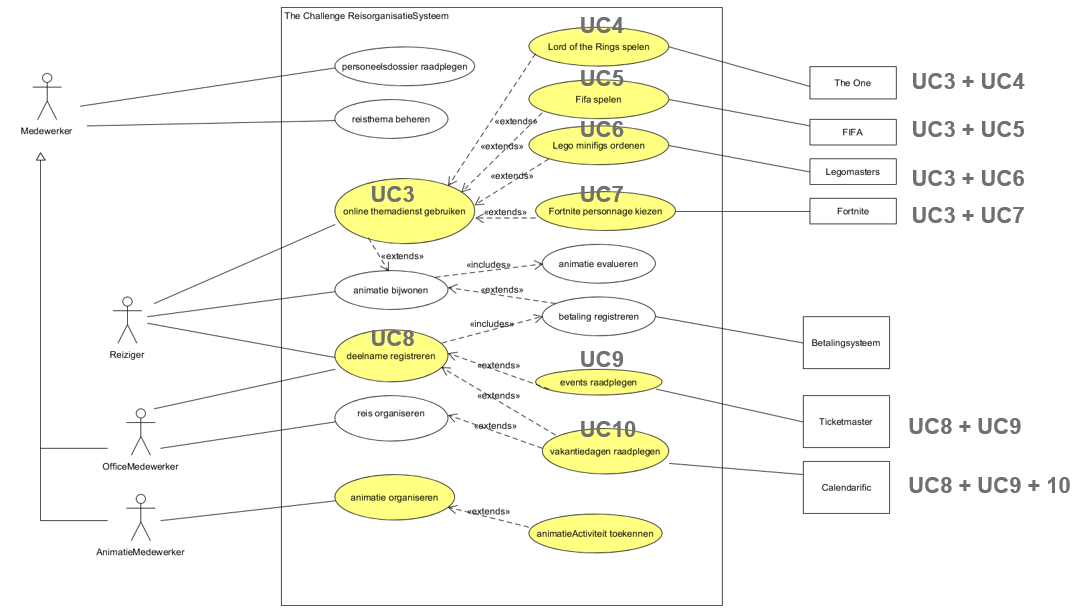 The Challenge ReisorganisatieSysteem
UC4
Lord of the Rings spelen
personeelsdossier raadplegen
The One
UC3 + UC4
UC5
Fifa spelen
Medewerker
reisthema beheren
«extends»
FIFA
UC3 + UC5
UC6
Lego minifigs ordenen
«extends»
Legomasters
UC3 + UC6
«extends»
UC3
online themadienst gebruiken
UC7
Fortnite personnage kiezen
«extends»
Fortnite
UC3 + UC7
«extends»
«includes»
animatie evalueren
animatie bijwonen
«extends»
Reiziger
betaling registreren
«includes»
Betalingsysteem
UC8
deelname registreren
UC9
events raadplegen
«extends»
«extends»
Ticketmaster
UC8 + UC9
OfficeMedewerker
reis organiseren
«extends»
UC10
vakantiedagen raadplegen
Calendarific
UC8 + UC9 + 10
AnimatieMedewerker
animatie organiseren
«extends»
animatieActiviteit toekennen